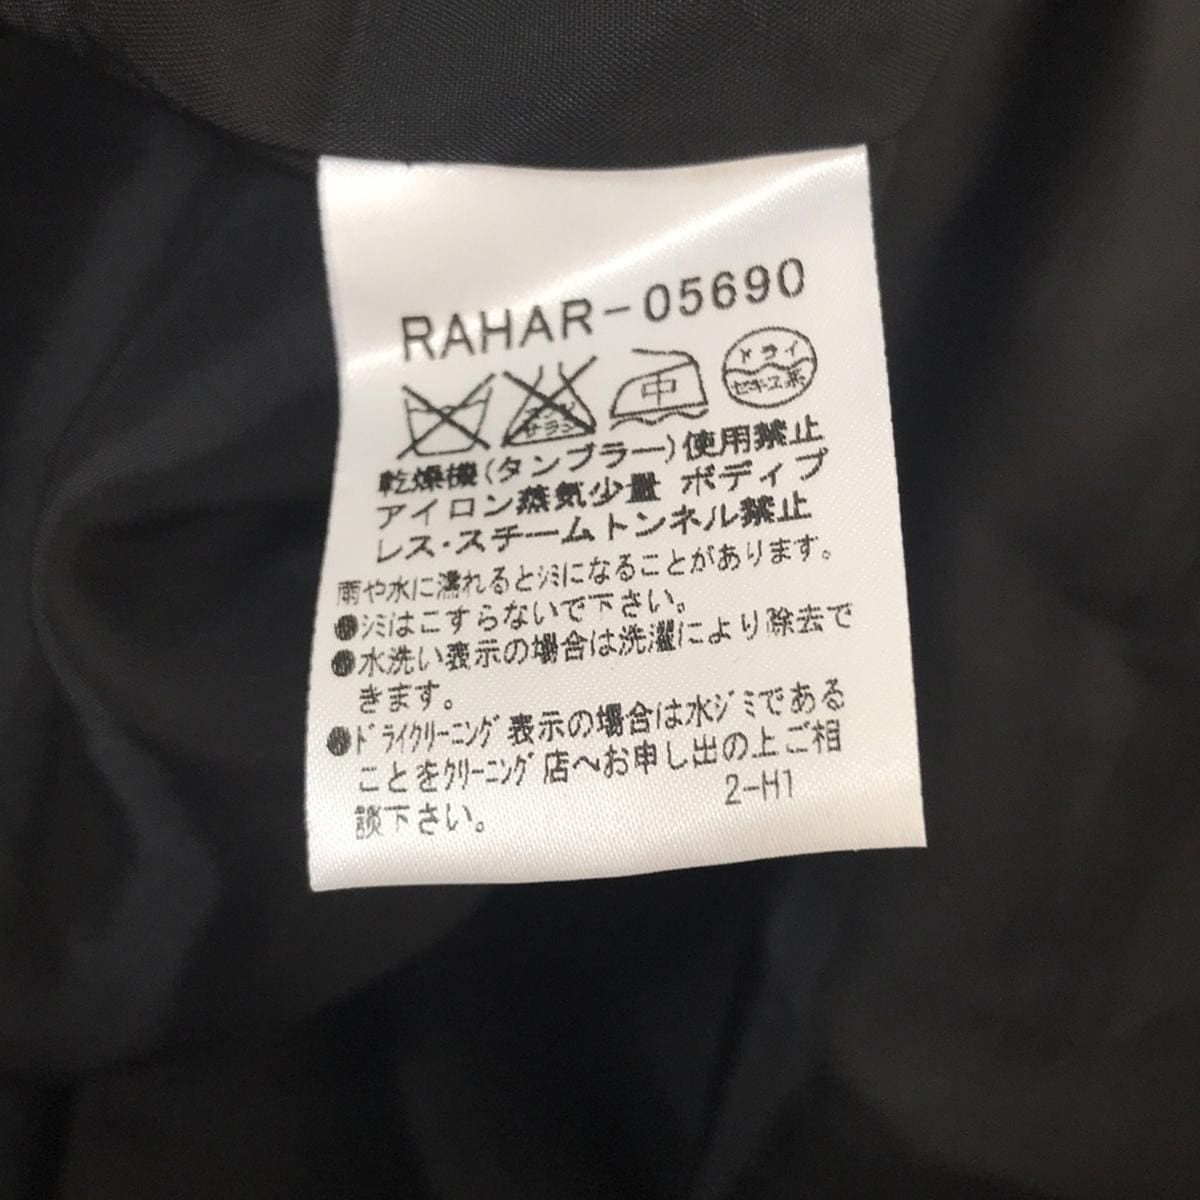 RAHAR-05690
中
ドライ
セキユ系
エンソ
サラシ
乾燥機(タンブラー)使用禁止
アイロン蒸気少量 ボディプ
レス・スチームトンネル禁止
雨や水に濡れるとシミになることがあります。
●シミはこすらないで下さい。
●水洗い表示の場合は洗濯により除去で
きます。
●ドライクリーニング表示の場合は水ジミである
ことをクリーニング店へお申し出の上ご相
談下さい。
2-H1